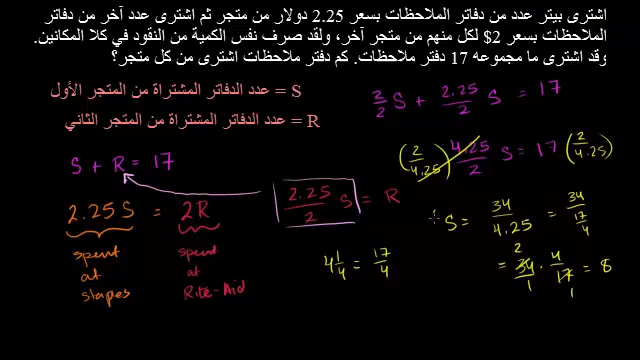 اشترى بيتر عدد من دفاتر الملاحظات بسعر 2.25 دولار من متجر ثم اشترى عدد آخر من دفاتر
الملاحظات بسعر 2$ لكل منهم من متجر آخر، ولقد صرف نفس الكمية من النقود في كلا المكانين.
وقد اشترى ما مجموعه 17 دفتر ملاحظات. كم دفتر ملاحظات اشترى من كل متجر؟
S = عدد الدفاتر المشتراة من المتجر الأول
R = عدد الدفاتر المشتراة من المتجر الثاني
S + R = 17
2.25 S = 2R
spent at staples
spent at Rite-Aid
2.25/2 S = R
4 1/4 = 17/4
2/2 S + 2.25/2 S = 17
(2/4.25) 4.25/2 S = 17 (2/4.25)
S = 34/4.25 = 34/(17/4)
= 2 34/1 · 4/17 1 = 8